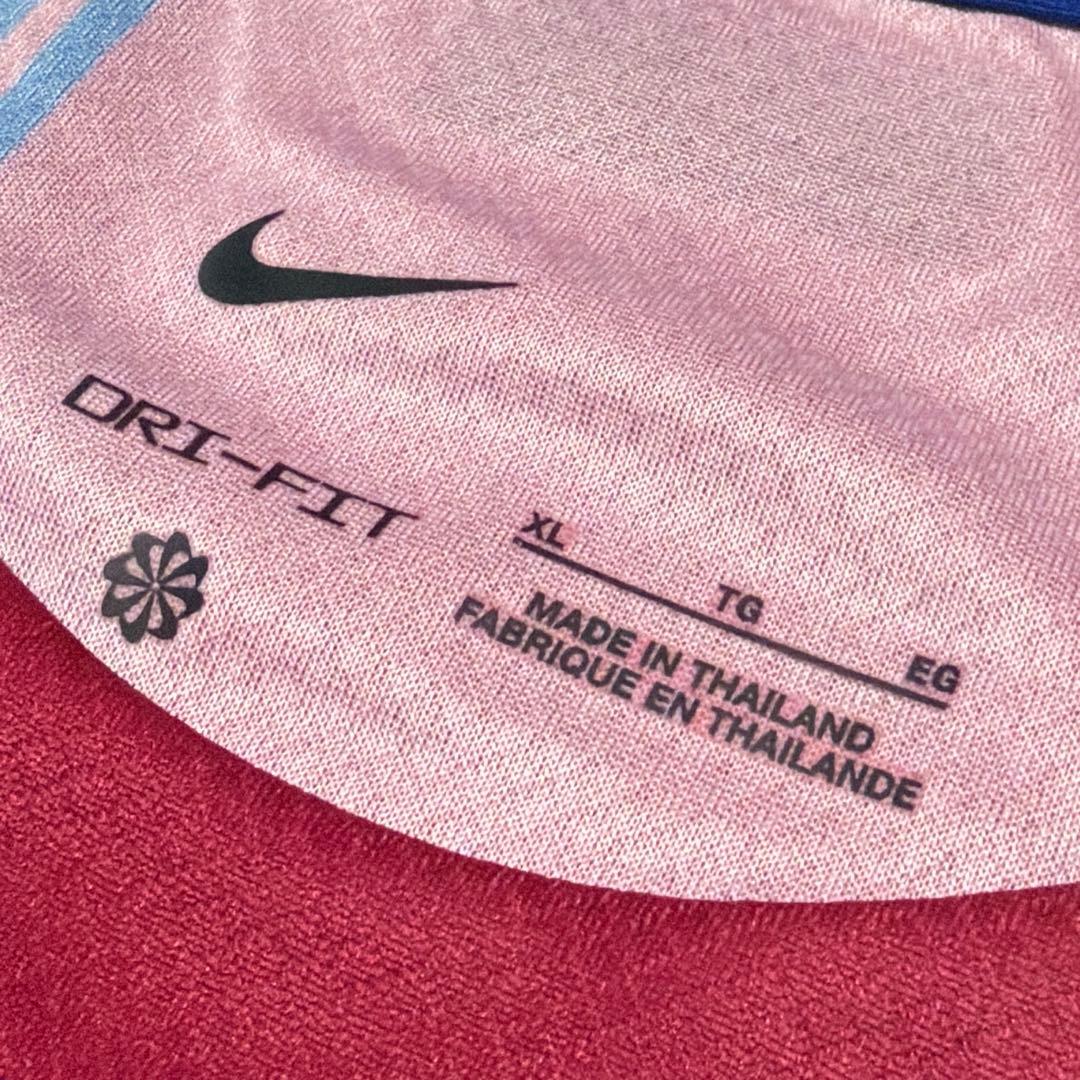 DRI-FIT
XL TG EG
MADE IN THAILAND
FABRIQUE EN THAILANDE